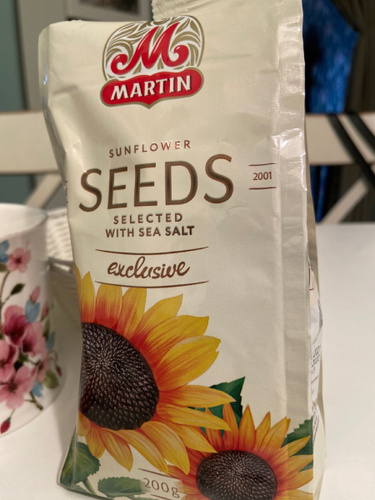 M
MARTIN
SUNFLOWER
SEEDS
2001
SELECTED
WITH SEA SALT
exclusive
200g